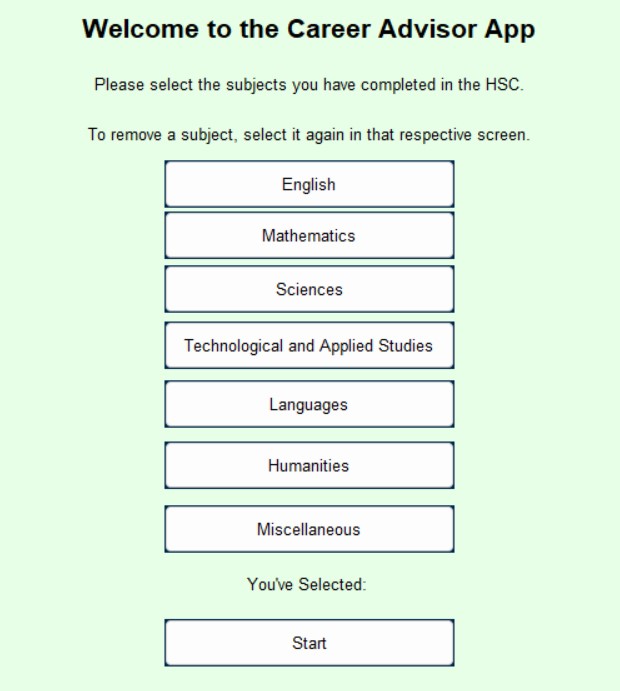 Welcome to the Career Advisor App
Please select the subjects you have completed in the HSC.
To remove a subject, select it again in that respective screen.
English
Mathematics
Sciences
Technological and Applied Studies
Languages
Humanities
Miscellaneous
You've Selected:
Start